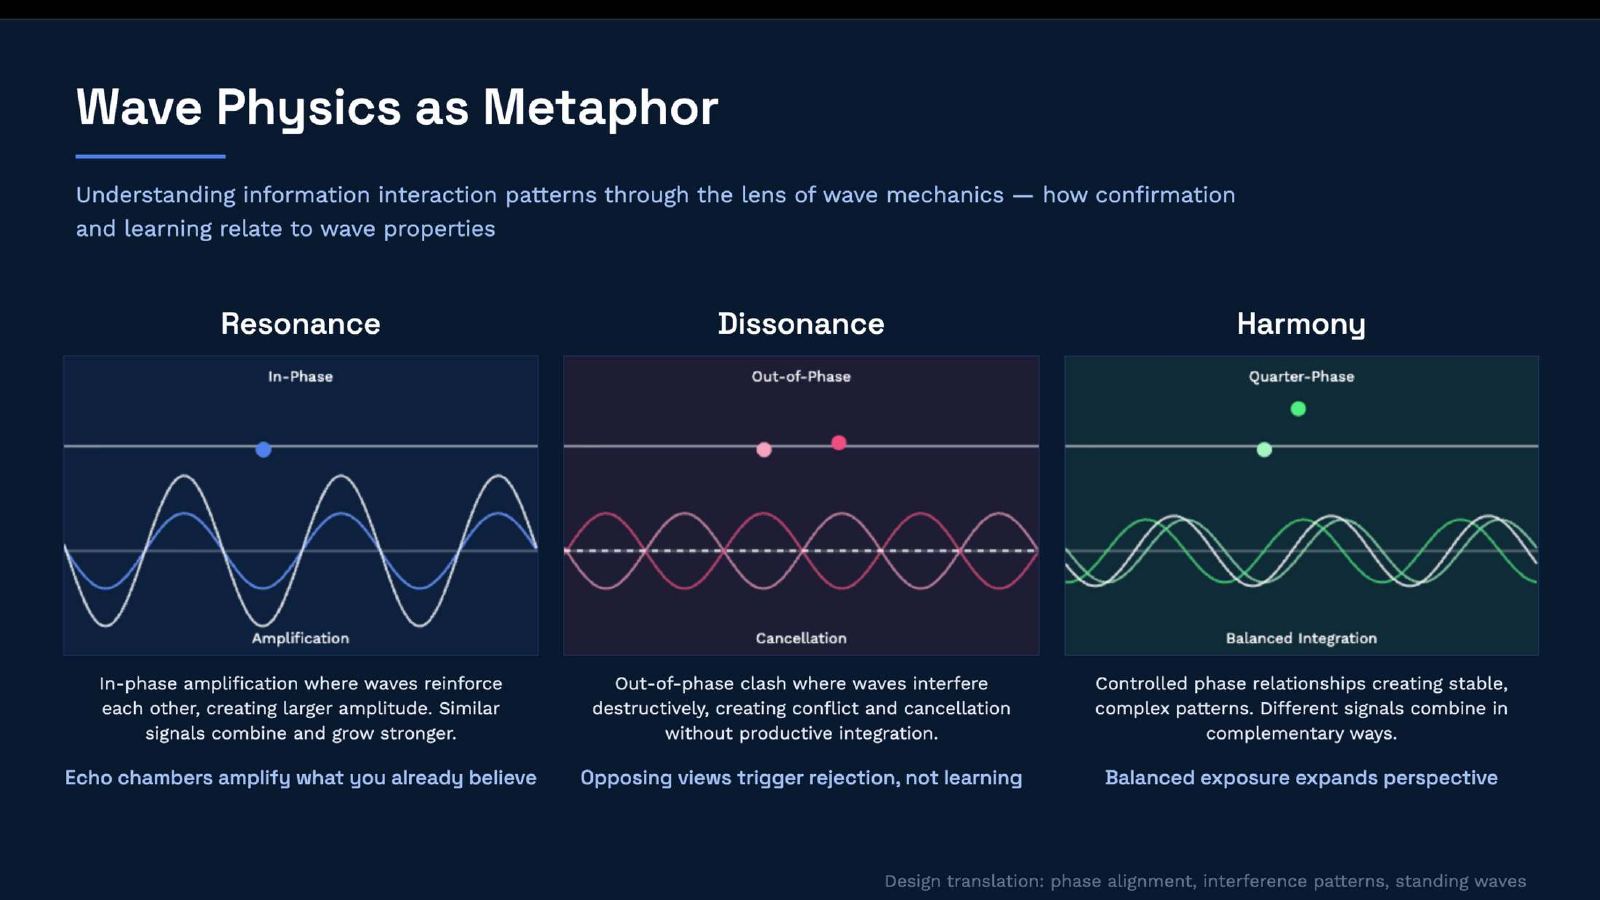 Wave Physics as Metaphor
Understanding information interaction patterns through the lens of wave mechanics — how confirmation
and learning relate to wave properties
Resonance
In-Phase
Amplification
In-phase amplification where waves reinforce
each other, creating larger amplitude. Similar
signals combine and grow stronger.
Echo chambers amplify what you already believe
Dissonance
Out-of-Phase
Cancellation
Out-of-phase clash where waves interfere
destructively, creating conflict and cancellation
without productive integration.
Opposing views trigger rejection, not learning
Harmony
Quarter-Phase
Balanced Integration
Controlled phase relationships creating stable,
complex patterns. Different signals combine in
complementary ways.
Balanced exposure expands perspective
Design translation: phase alignment, interference patterns, standing waves